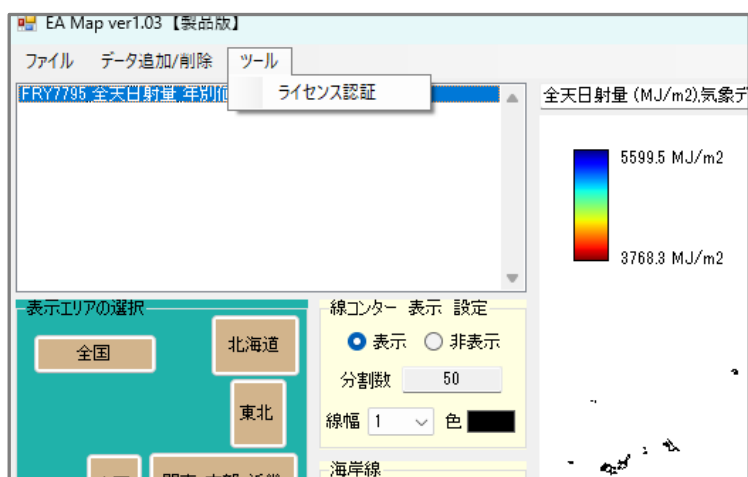 EA Map ver1.03【製品版】
ファイル データ追加/削除 ツール
ライセンス認証
FRY7795 全天日射量 年別
全天日射量 (MJ/m2),気象デ
5599.5 MJ/m2
3768.3 MJ/m2
表示エリアの選択
全国
北海道
東北
線コンター 表示 設定
表示 非表示
分割数 50
線幅 1 色
海岸線